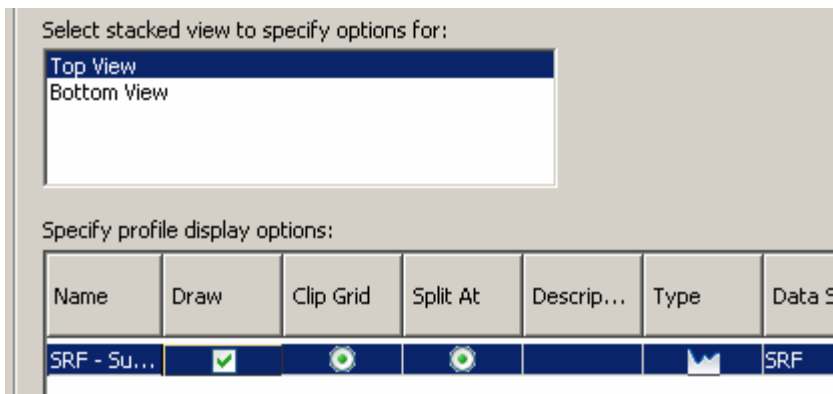 Select stacked view to specify options for:
Top View
Bottom View
Specify profile display options:
Name Draw Clip Grid Split At Descrip... Type Data S
SRF - Su... SRF